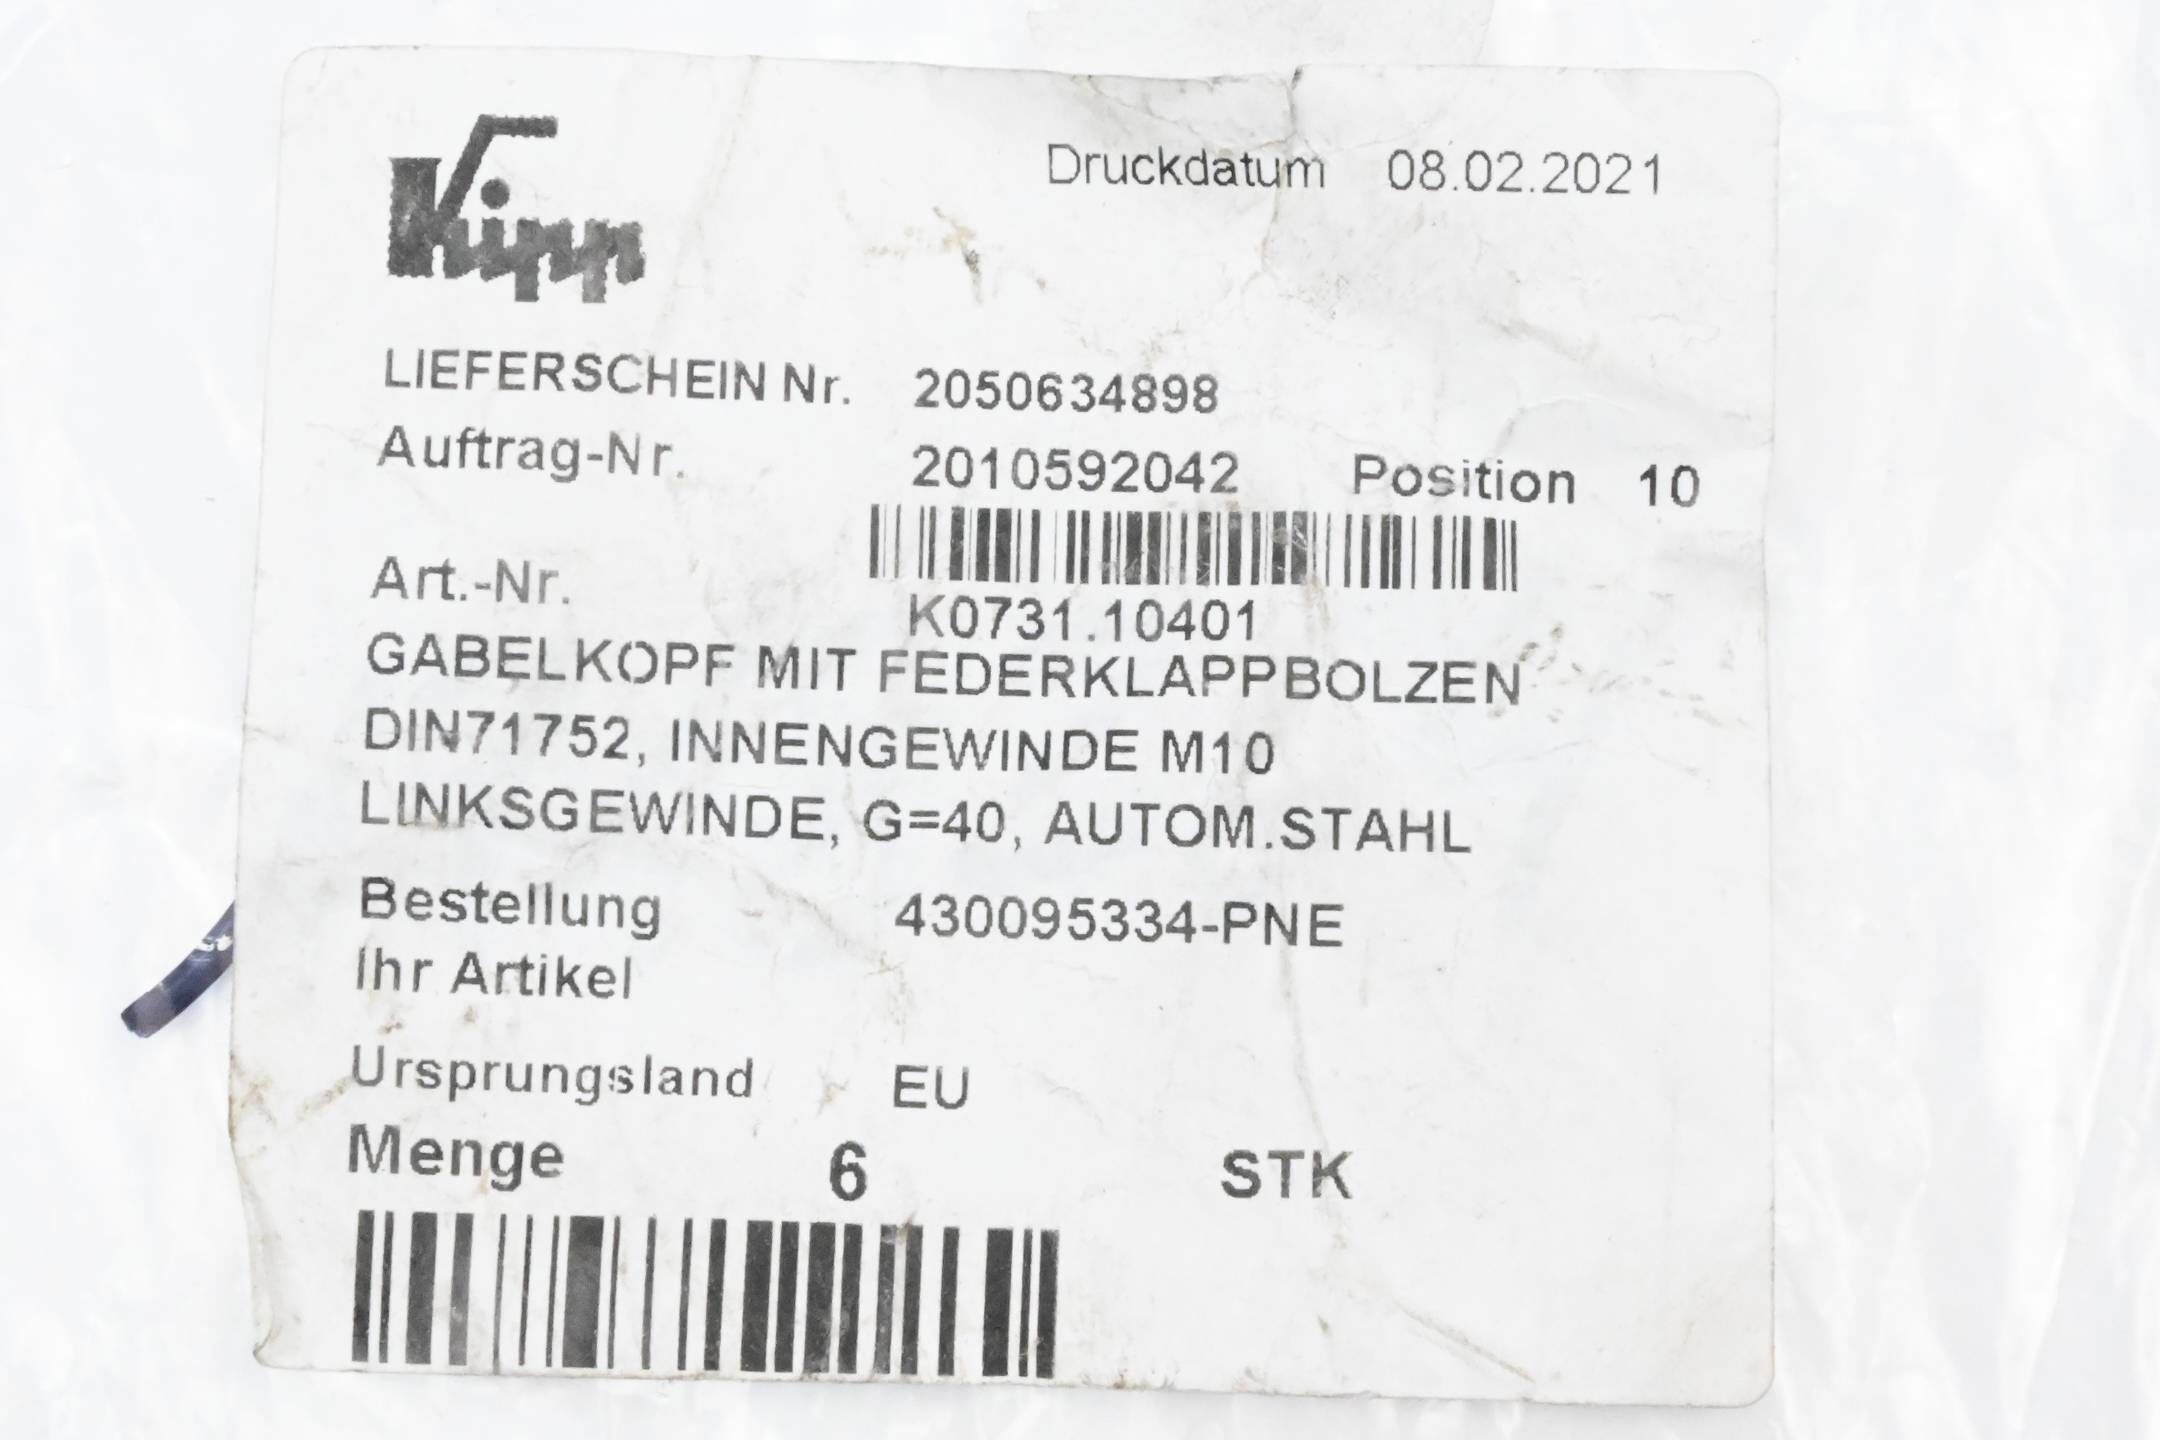 Kipp
Druckdatum 08.02.2021
LIEFERSCHEIN Nr. 2050634898
Auftrag-Nr. 2010592042 Position 10
Art.-Nr. K0731.10401
GABELKOPF MIT FEDERKLAPPBOLZEN
DIN71752, INNENGEWINDE M10
LINKSGEWINDE, G=40, AUTOM.STAHL
Bestellung 430095334-PNE
Ihr Artikel
Ursprungsland EU
Menge 6 STK